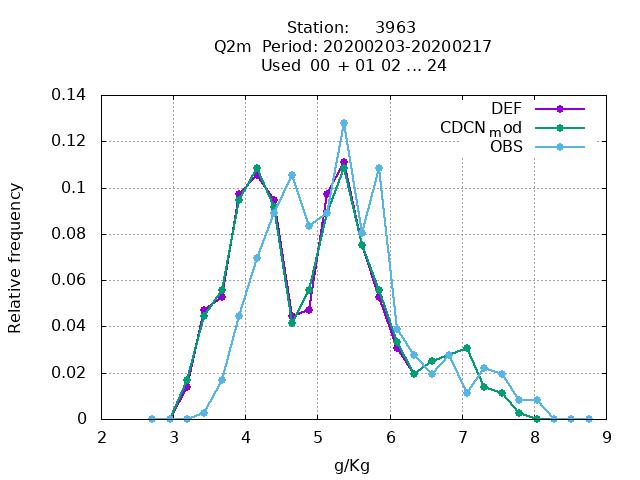 Station: 3963
Q2m Period: 20200203-20200217
Used 00 + 01 02 ... 24
DEF
CDCN_mod
OBS
Relative frequency
0.14
0.12
0.1
0.08
0.06
0.04
0.02
0
2 3 4 5 6 7 8 9
g/Kg